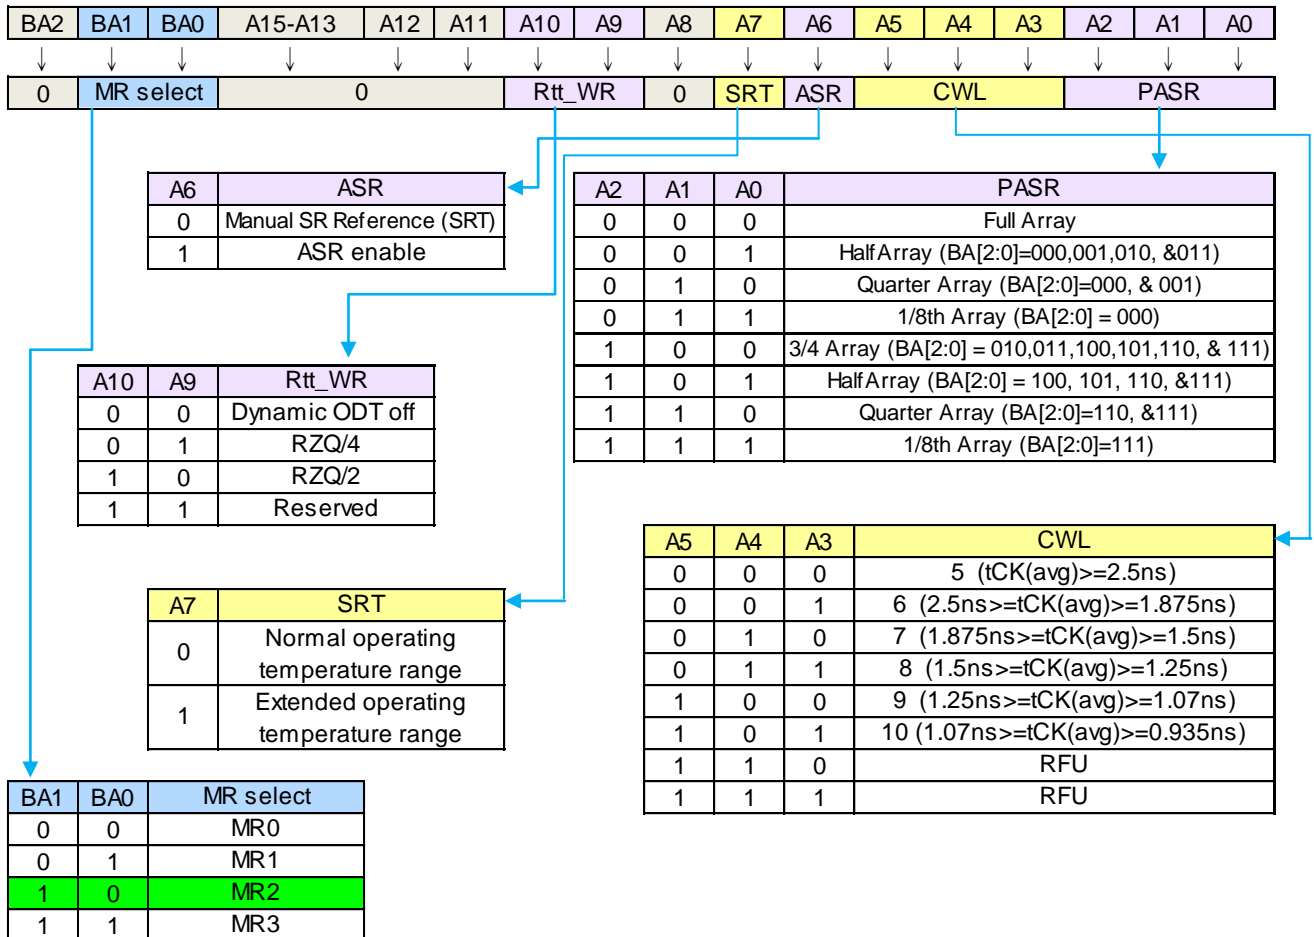 BA2 BA1 BA0 A15-A13 A12 A11 A10 A9 A8 A7 A6 A5 A4 A3 A2 A1 A0
0 MR select 0 Rtt_WR 0 SRT ASR CWL PASR
A6 ASR
0 Manual SR Reference (SRT)
1 ASR enable
A2 A1 A0 PASR
0 0 0 Full Array
0 0 1 Half Array (BA[2:0]=000,001,010, &011)
0 1 0 Quarter Array (BA[2:0]=000, & 001)
0 1 1 1/8th Array (BA[2:0] = 000)
1 0 0 3/4 Array (BA[2:0] = 010,011,100,101,110, & 111)
1 0 1 Half Array (BA[2:0] = 100, 101, 110, &111)
1 1 0 Quarter Array (BA[2:0]=110, &111)
1 1 1 1/8th Array (BA[2:0]=111)
A10 A9 Rtt_WR
0 0 Dynamic ODT off
0 1 RZQ/4
1 0 RZQ/2
1 1 Reserved
A5 A4 A3 CWL
0 0 0 5 (tCK(avg)>=2.5ns)
0 0 1 6 (2.5ns>=tCK(avg)>=1.875ns)
0 1 0 7 (1.875ns>=tCK(avg)>=1.5ns)
0 1 1 8 (1.5ns>=tCK(avg)>=1.25ns)
1 0 0 9 (1.25ns>=tCK(avg)>=1.07ns)
1 0 1 10 (1.07ns>=tCK(avg)>=0.935ns)
1 1 0 RFU
1 1 1 RFU
A7 SRT
0 Normal operating
temperature range
1 Extended operating
temperature range
BA1 BA0 MR select
0 0 MR0
0 1 MR1
1 0 MR2
1 1 MR3